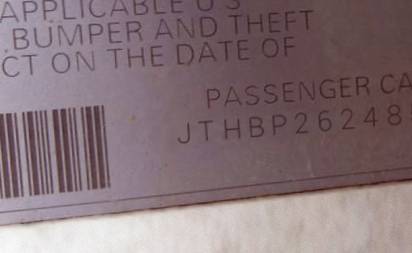 APPLICABLE U S
BUMPER AND THEFT
CT ON THE DATE OF
PASSENGER CA
JTHBP26248